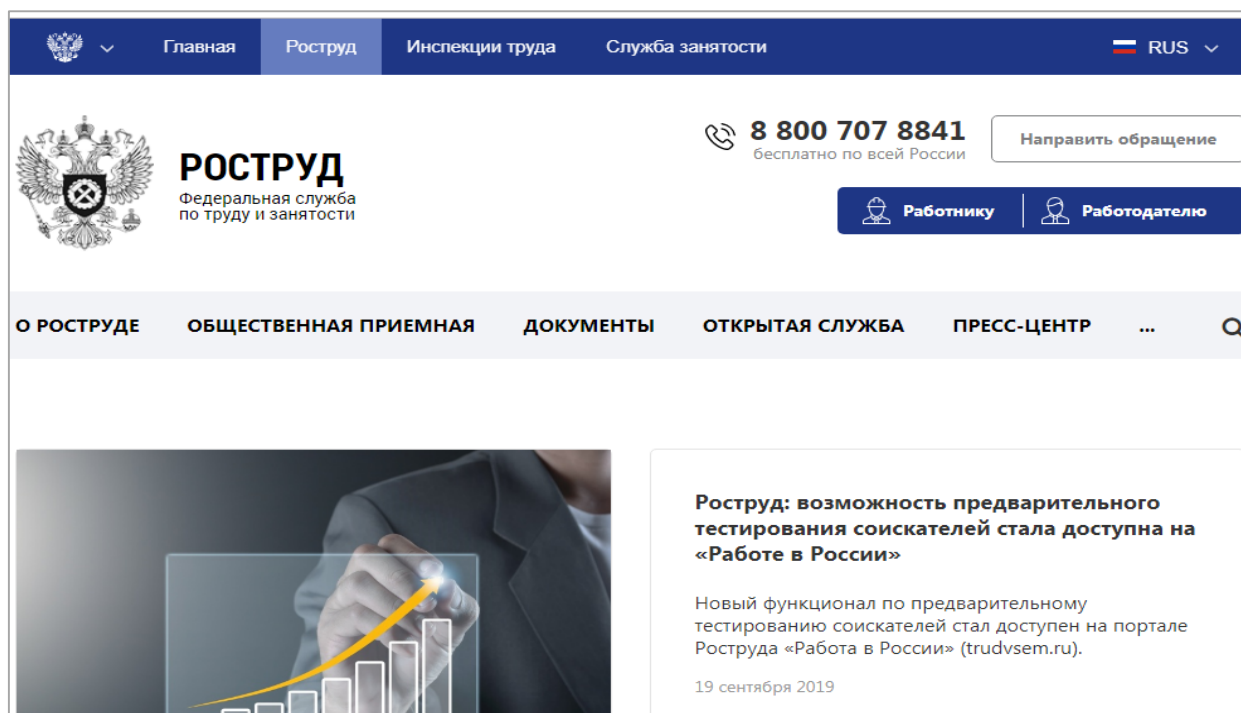 Главная Роструд Инспекции труда Служба занятости RUS
8 800 707 8841
бесплатно по всей России
Направить обращение
РОСТРУД
Федеральная служба
по труду и занятости
Работнику Работодателю
О РОСТРУДЕ ОБЩЕСТВЕННАЯ ПРИЕМНАЯ ДОКУМЕНТЫ ОТКРЫТАЯ СЛУЖБА ПРЕСС-ЦЕНТР ...
Роструд: возможность предварительного
тестирования соискателей стала доступна на
«Работе в России»
Новый функционал по предварительному
тестированию соискателей стал доступен на портале
Роструда «Работа в России» (trudvsem.ru).
19 сентября 2019